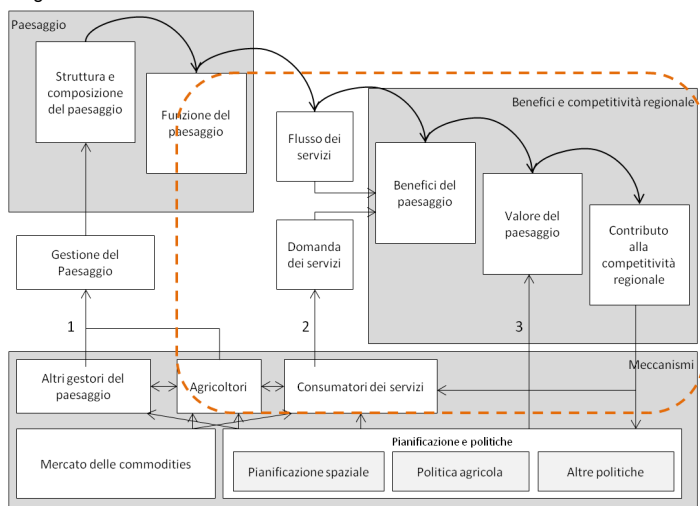 Paesaggio
Struttura e
composizione
del paesaggio
Funzione del
paesaggio
Flusso dei
servizi
Benefici e competitività regionale
Benefici del
paesaggio
Valore del
paesaggio
Contributo
alla
competitività
regionale
Gestione del
Paesaggio
Domanda
dei servizi
1
2
3
Meccanismi
Altri gestori del
paesaggio
Agricoltori
Consumatori dei servizi
Mercato delle commodities
Pianificazione e politiche
Pianificazione spaziale
Politica agricola
Altre politiche